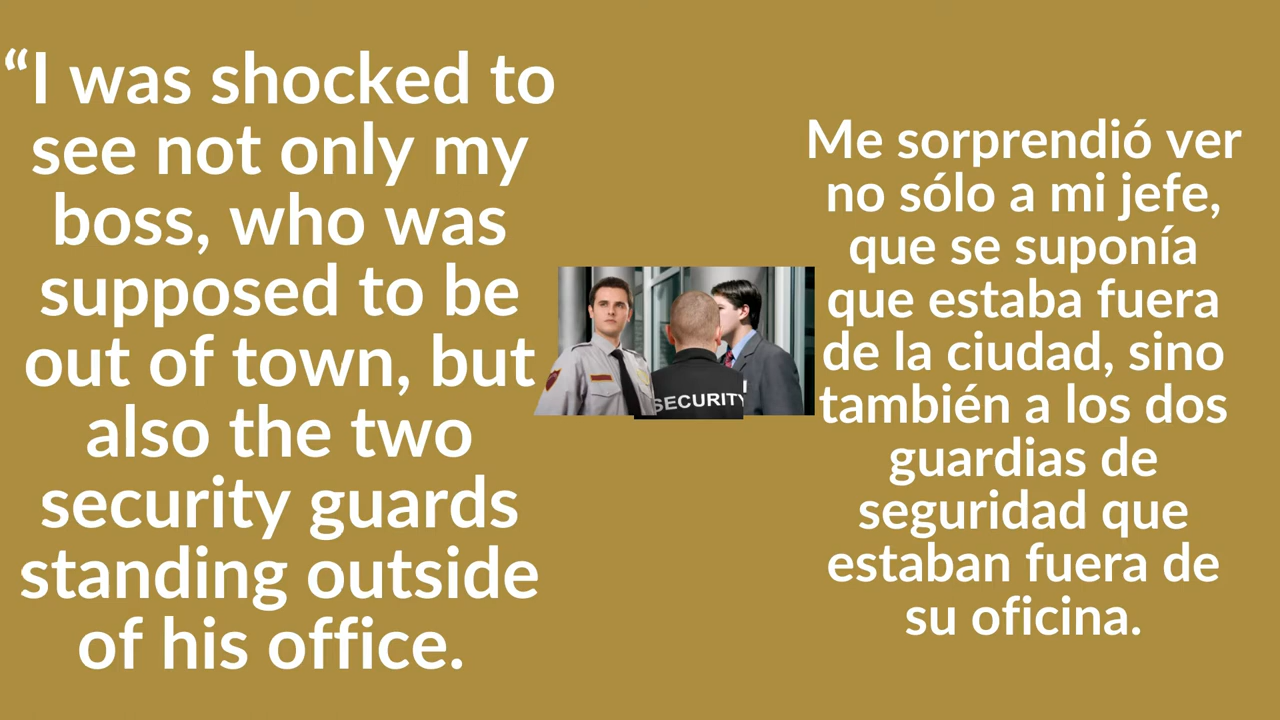 “I was shocked to
see not only my
boss, who was
supposed to be
out of town, but
also the two
security guards
standing outside
of his office.
SECURITY
Me sorprendió ver
no sólo a mi jefe,
que se suponía
que estaba fuera
de la ciudad, sino
también a los dos
guardias de
seguridad que
estaban fuera de
su oficina.